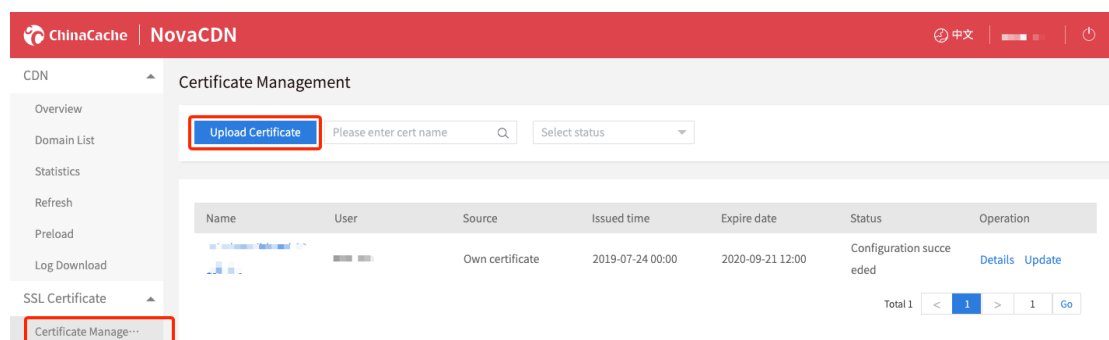 ChinaCache NovaCDN 中文
CDN
Overview
Domain List
Statistics
Refresh
Preload
Log Download
SSL Certificate
Certificate Manage...
Certificate Management
Upload Certificate Please enter cert name Select status
Name User Source Issued time Expire date Status Operation
Own certificate 2019-07-24 00:00 2020-09-21 12:00 Configuration succe Details Update
eded
Total 1 < 1 > 1 Go